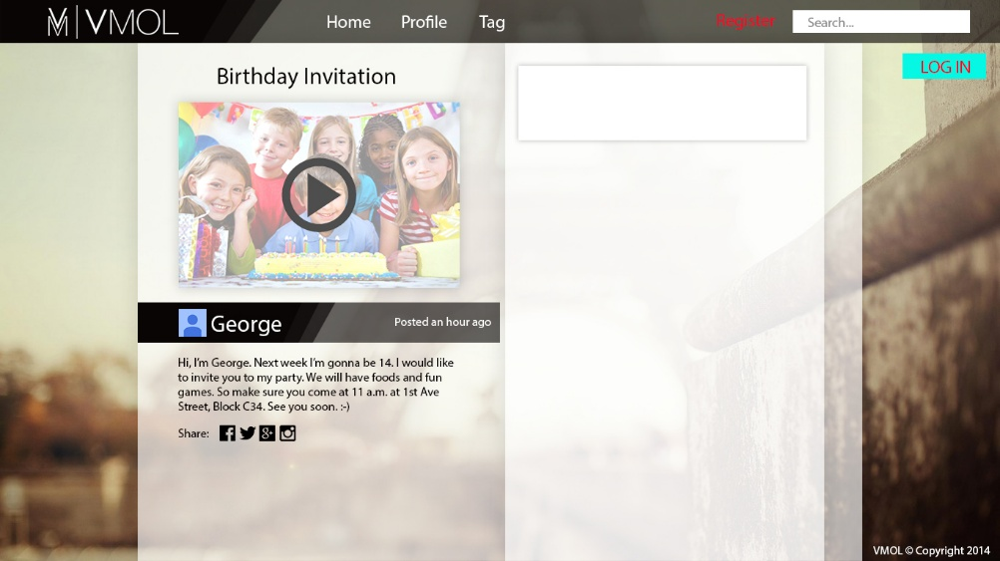 VMOL
Home Profile Tag
Register
Search...
LOG IN
Birthday Invitation
George
Posted an hour ago
Hi, I'm George. Next week I'm gonna be 14. I would like
to invite you to my party. We will have foods and fun
games. So make sure you come at 11 a.m. at 1st Ave
Street, Block C34. See you soon. :-)
Share:
VMOL © Copyright 2014